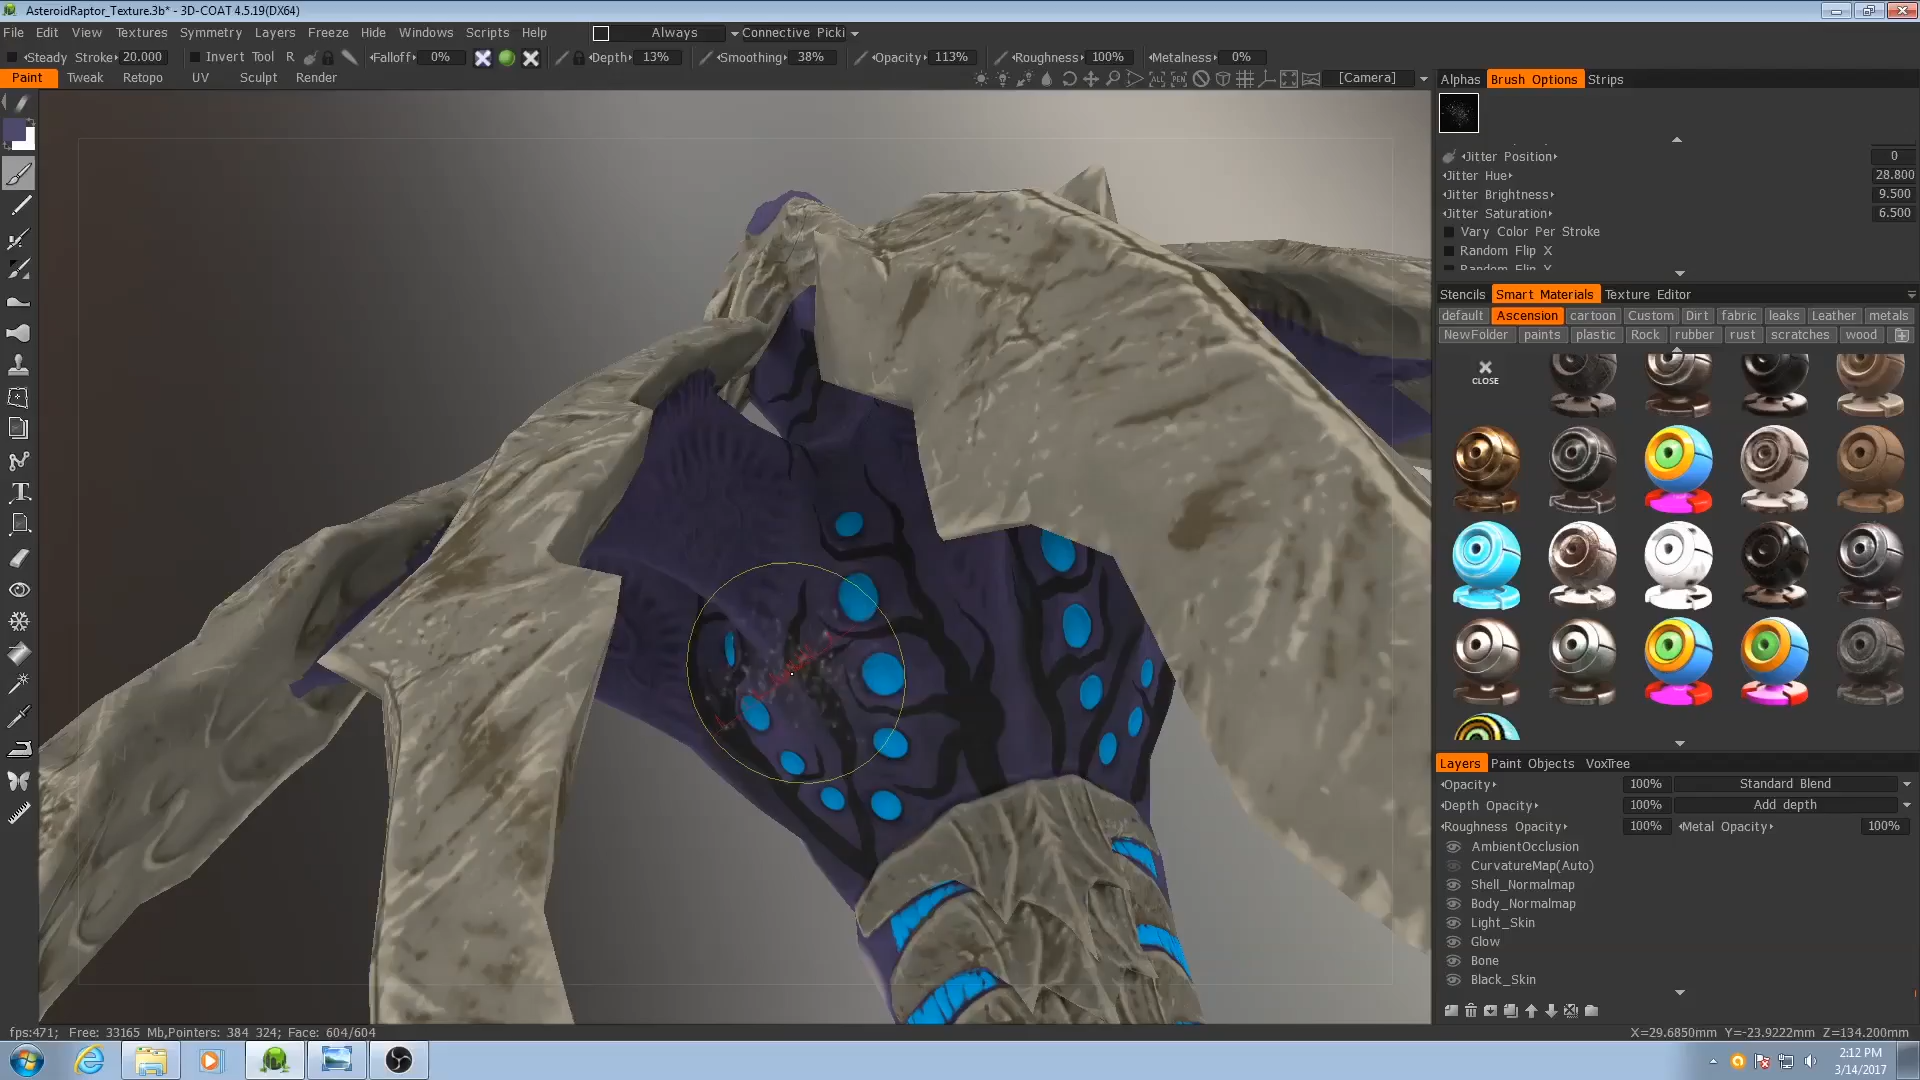 AsteroidRaptor_Texture.3b* - 3D-COAT 4.5.19(DX64)
File Edit View Textures Symmetry Layers Freeze Hide Windows Scripts Help Always Connective Picki
Steady Stroke 20.000 Invert Tool R Falloff 0% Depth 13% Smoothing 38% Opacity 113% Roughness 100% Metalness 0%
Paint Tweak Retopo UV Sculpt Render [Camera]
Alphas Brush Options Strips
Jitter Position 0
Jitter Hue 28.800
Jitter Brightness 9.500
Jitter Saturation 6.500
Vary Color Per Stroke
Random Flip X
Random Flip Y
Stencils Smart Materials Texture Editor
default Ascension cartoon Custom Dirt fabric leaks Leather metals
NewFolder paints plastic Rock rubber rust scratches wood
CLOSE
Layers Paint Objects VoxTree
Opacity 100% Standard Blend
Depth Opacity 100% Add depth
Roughness Opacity 100% Metal Opacity 100%
AmbientOcclusion
CurvatureMap(Auto)
Shell_Normalmap
Body_Normalmap
Light_Skin
Glow
Bone
Black_Skin
fps:471; Free: 33165 Mb,Pointers: 384 324; Face: 604/604
X=29.6850mm Y=-23.9222mm Z=134.200mm
2:12 PM
3/14/2017